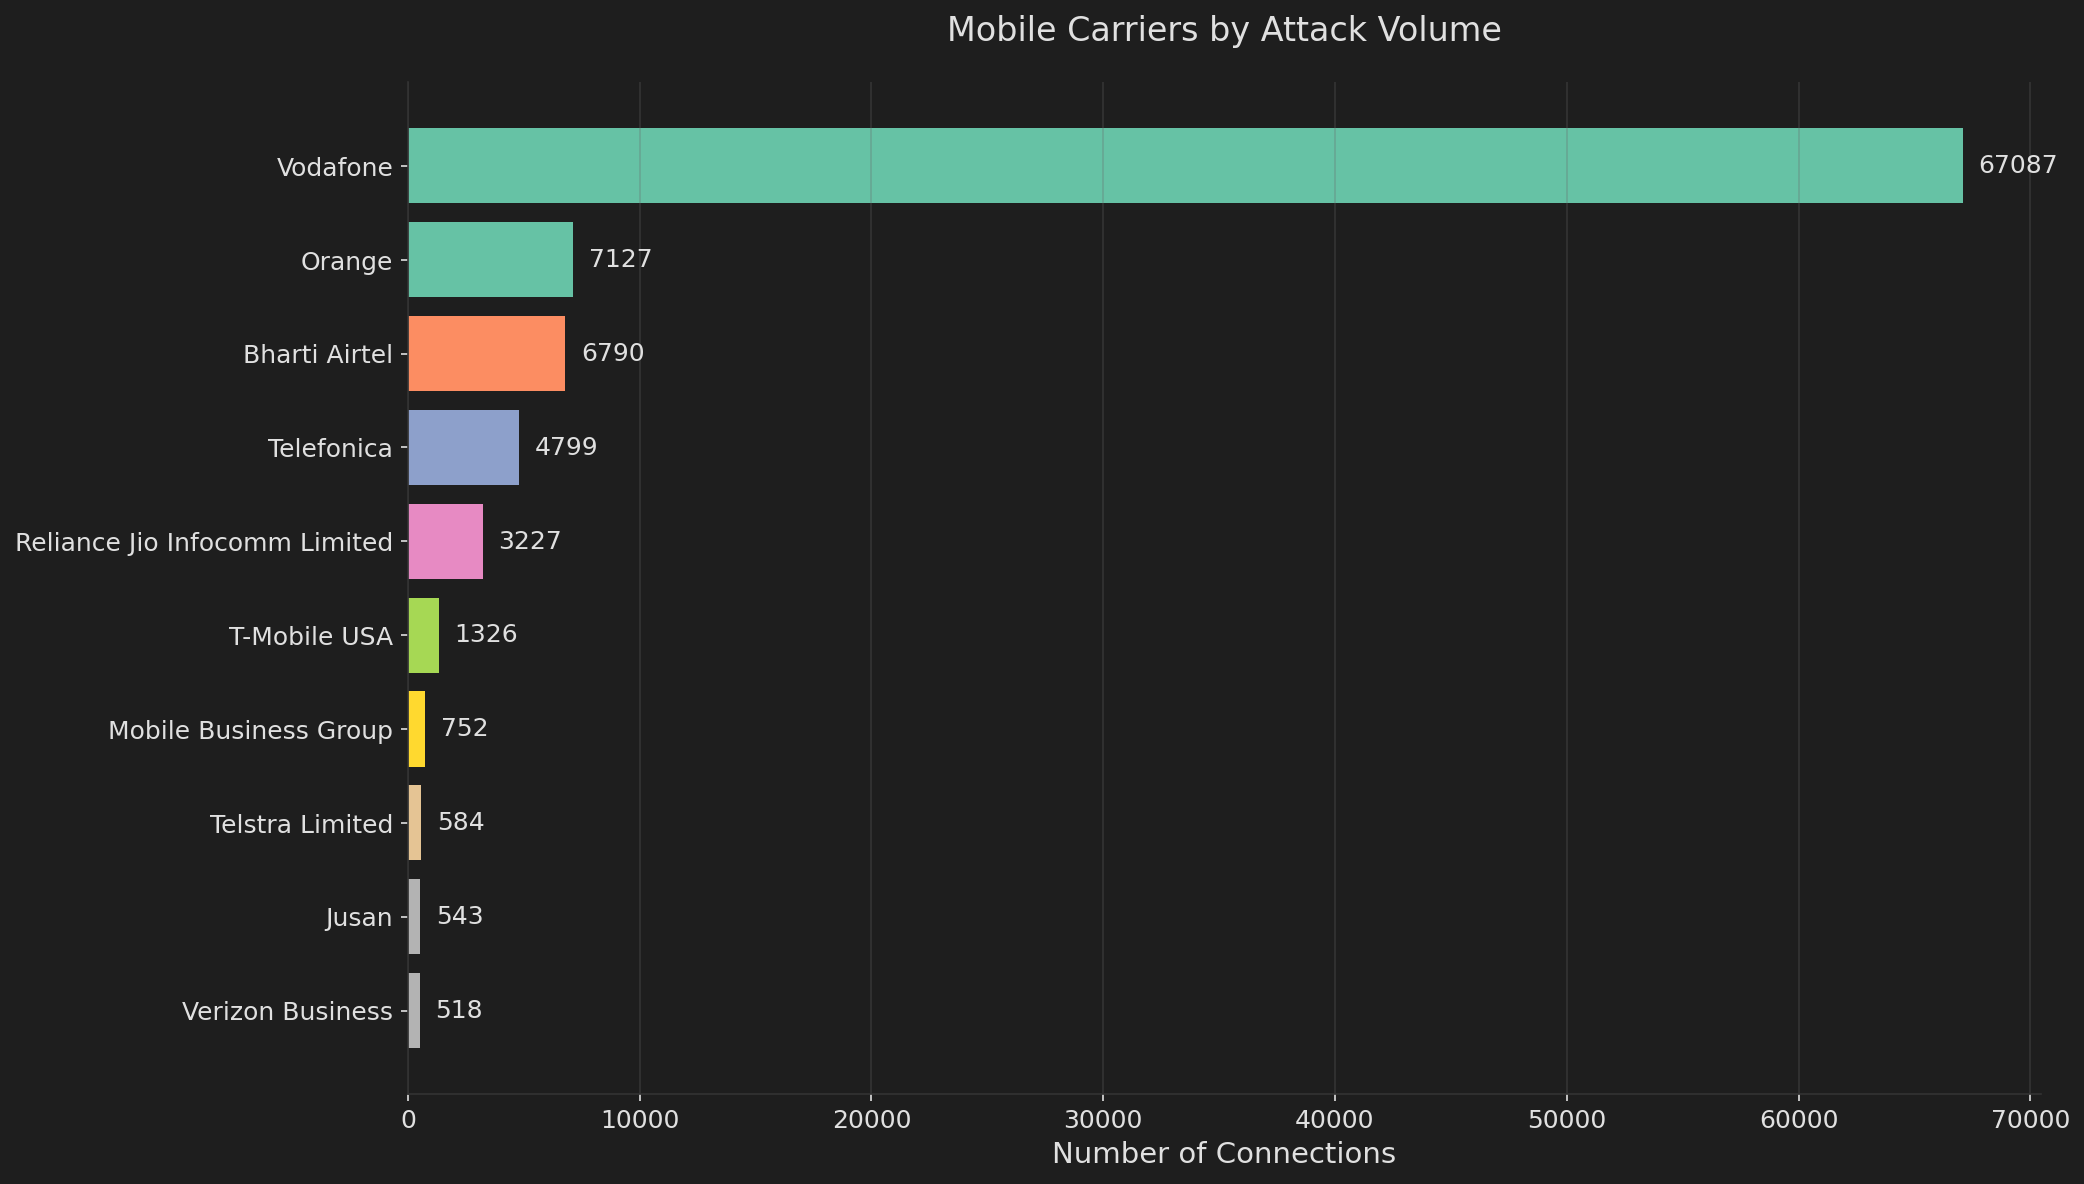 Mobile Carriers by Attack Volume
Vodafone 67087
Orange 7127
Bharti Airtel 6790
Telefonica 4799
Reliance Jio Infocomm Limited 3227
T-Mobile USA 1326
Mobile Business Group 752
Telstra Limited 584
Jusan 543
Verizon Business 518
0 10000 20000 30000 40000 50000 60000 70000
Number of Connections